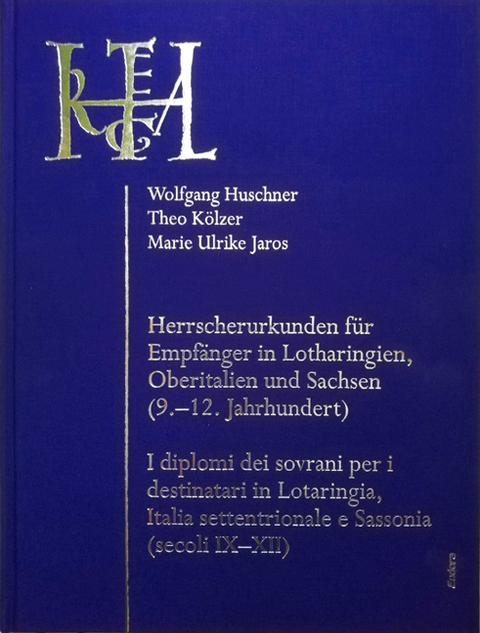 Wolfgang Huschner
Theo Kölzer
Marie Ulrike Jaros
Herrscherurkunden für
Empfänger in Lotharingien,
Oberitalien und Sachsen
(9.–12. Jahrhundert)
I diplomi dei sovrani per i
destinatari in Lotaringia,
Italia settentrionale e Sassonia
(secoli IX–XII)
Eudora